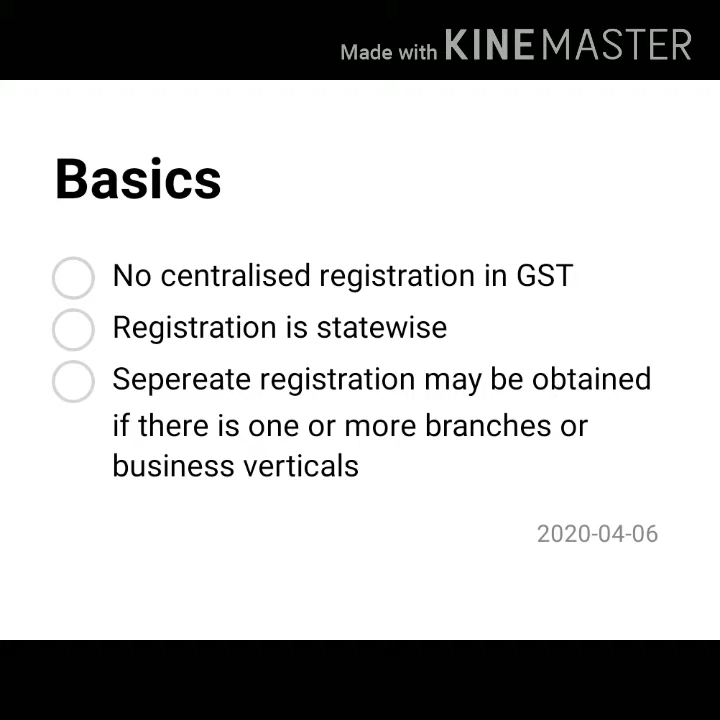 Made with KINEMASTER
Basics
No centralised registration in GST
Registration is statewise
Sepereate registration may be obtained
if there is one or more branches or
business verticals
2020-04-06